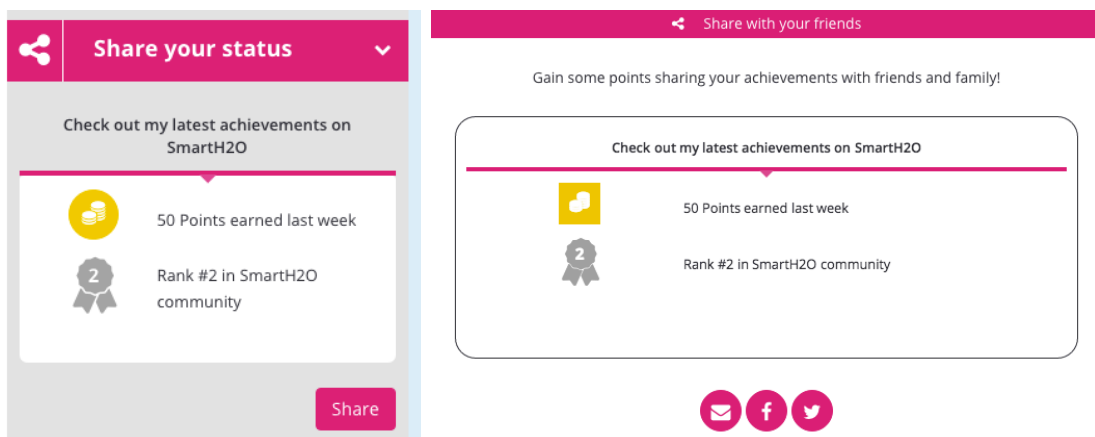 Share your status
Check out my latest achievements on
SmartH2O
50 Points earned last week
2
Rank #2 in SmartH2O
community
Share
Share with your friends
Gain some points sharing your achievements with friends and family!
Check out my latest achievements on SmartH2O
50 Points earned last week
2
Rank #2 in SmartH2O community